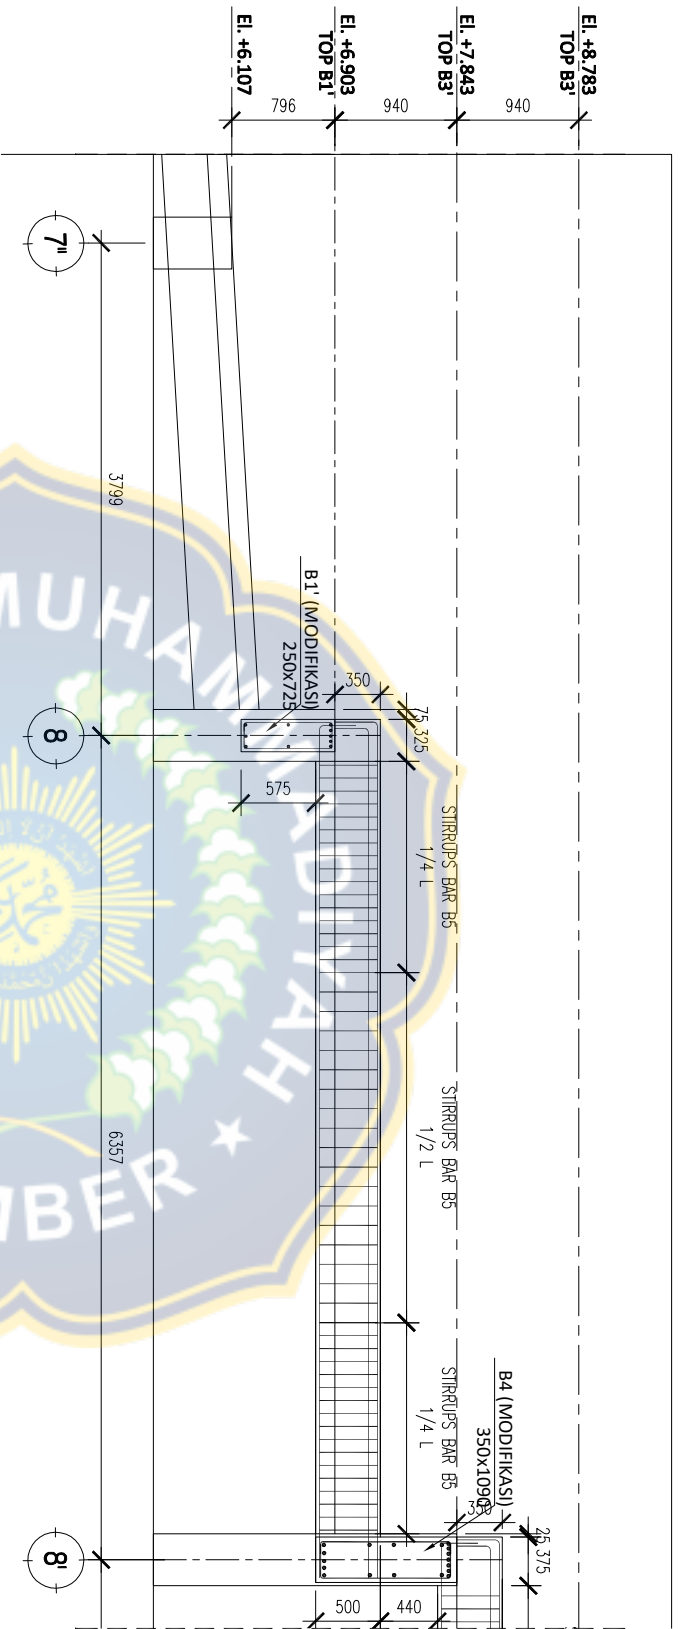 El. +8.783
TOP B3'
El. +7.843
TOP B3'
El. +6.903
TOP B1'
El. +6.107
940
940
796
7"
8
8'
3799
6357
B1' (MODIFIKASI)
250x725
350
75
325
575
STIRRUPS BAR B5
1/4 L
STIRRUPS BAR B5
1/2 L
STIRRUPS BAR B5
1/4 L
B4 (MODIFIKASI)
350x1090
350
25
375
500
440
MUHAMMADIYAH
MBER